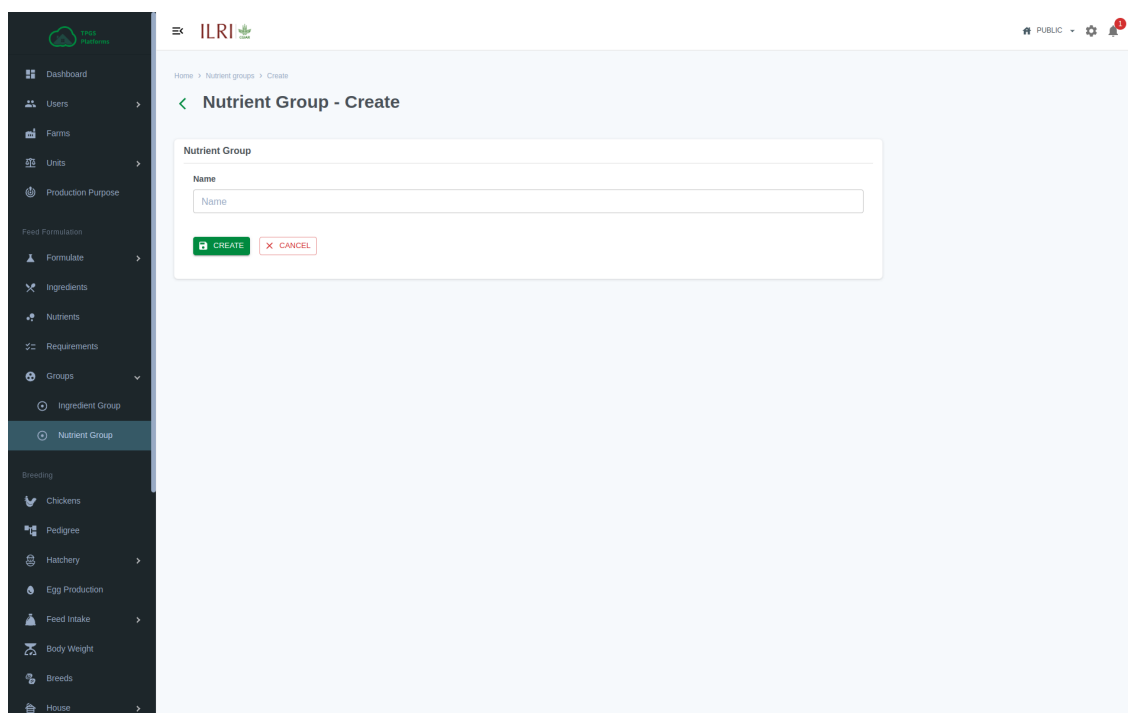 TPGS
Platforms
ILRI
CGIAR
PUBLIC
1
Dashboard
Users
Farms
Units
Production Purpose
Feed Formulation
Formulate
Ingredients
Nutrients
Requirements
Groups
Ingredient Group
Nutrient Group
Breeding
Chickens
Pedigree
Hatchery
Egg Production
Feed Intake
Body Weight
Breeds
House
Home > Nutrient groups > Create
Nutrient Group - Create
Nutrient Group
Name
Name
CREATE
CANCEL